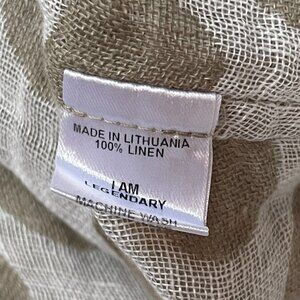 MADE IN LITHUANIA
100% LINEN
I AM
LEGENDARY
MACHINE WASH